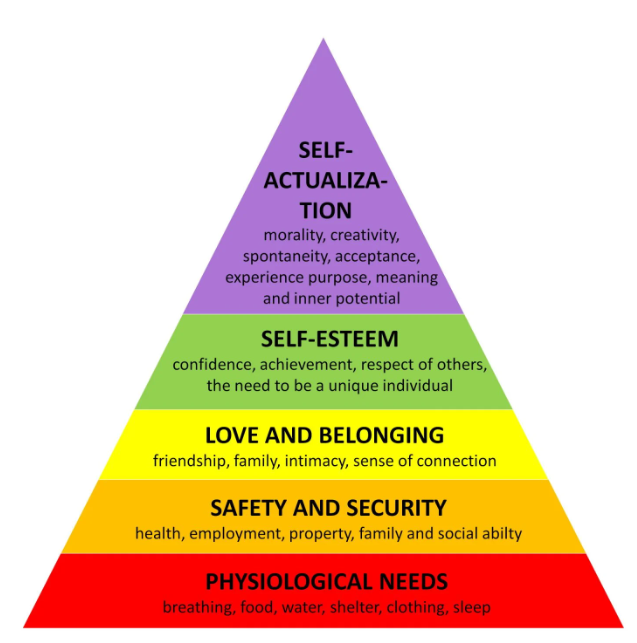 SELF-
ACTUALIZA-
TION
morality, creativity,
spontaneity, acceptance,
experience purpose, meaning
and inner potential
SELF-ESTEEM
confidence, achievement, respect of others,
the need to be a unique individual
LOVE AND BELONGING
friendship, family, intimacy, sense of connection
SAFETY AND SECURITY
health, employment, property, family and social abilty
PHYSIOLOGICAL NEEDS
breathing, food, water, shelter, clothing, sleep